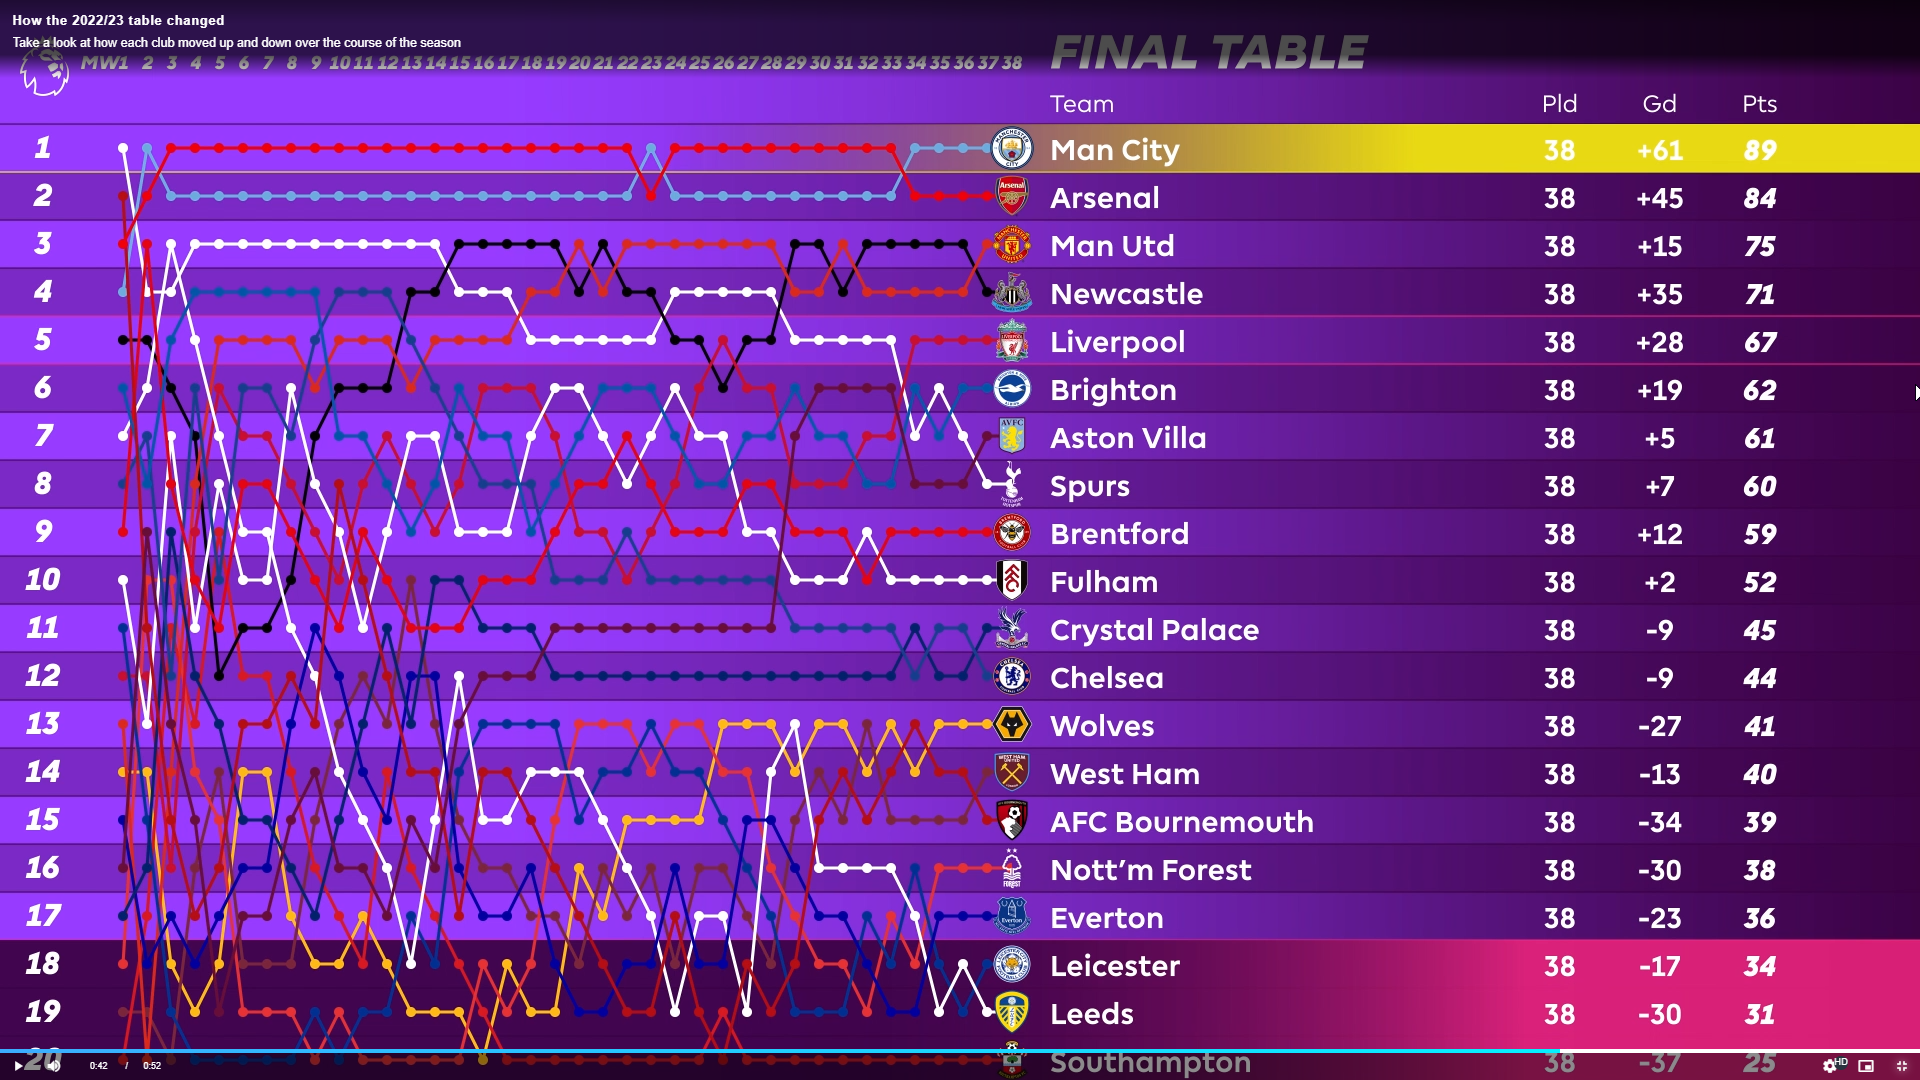 How the 2022/23 table changed
Take a look at how each club moved up and down over the course of the season
MW1 2 3 4 5 6 7 8 9 10 11 12 13 14 15 16 17 18 19 20 21 22 23 24 25 26 27 28 29 30 31 32 33 34 35 36 37 38
FINAL TABLE
Team Pld Gd Pts
1 Man City 38 +61 89
2 Arsenal 38 +45 84
3 Man Utd 38 +15 75
4 Newcastle 38 +35 71
5 Liverpool 38 +28 67
6 Brighton 38 +19 62
7 Aston Villa 38 +5 61
8 Spurs 38 +7 60
9 Brentford 38 +12 59
10 Fulham 38 +2 52
11 Crystal Palace 38 -9 45
12 Chelsea 38 -9 44
13 Wolves 38 -27 41
14 West Ham 38 -13 40
15 AFC Bournemouth 38 -34 39
16 Nott’m Forest 38 -30 38
17 Everton 38 -23 36
18 Leicester 38 -17 34
19 Leeds 38 -30 31
20 Southampton 38 -37 25
0:42 / 0:52 HD